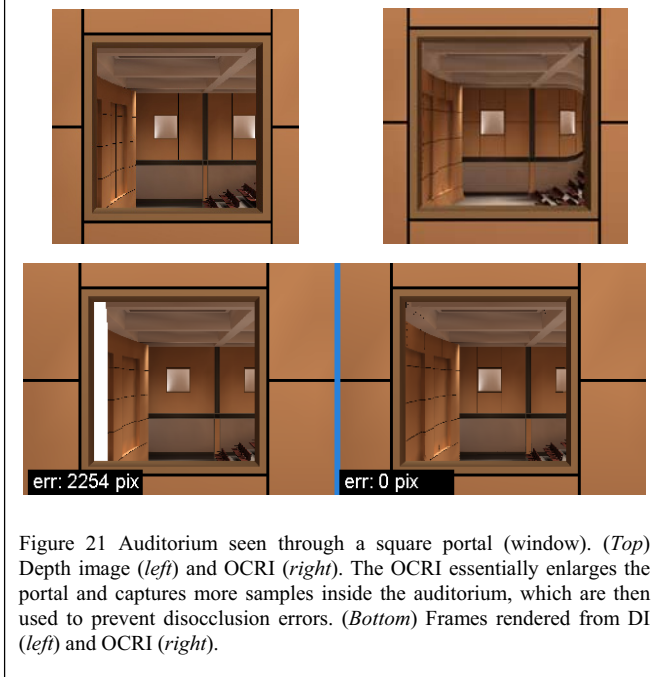 err: 2254 pix
err: 0 pix
Figure 21 Auditorium seen through a square portal (window). (Top)
Depth image (left) and OCRI (right). The OCRI essentially enlarges the
portal and captures more samples inside the auditorium, which are then
used to prevent disocclusion errors. (Bottom) Frames rendered from DI
(left) and OCRI (right).